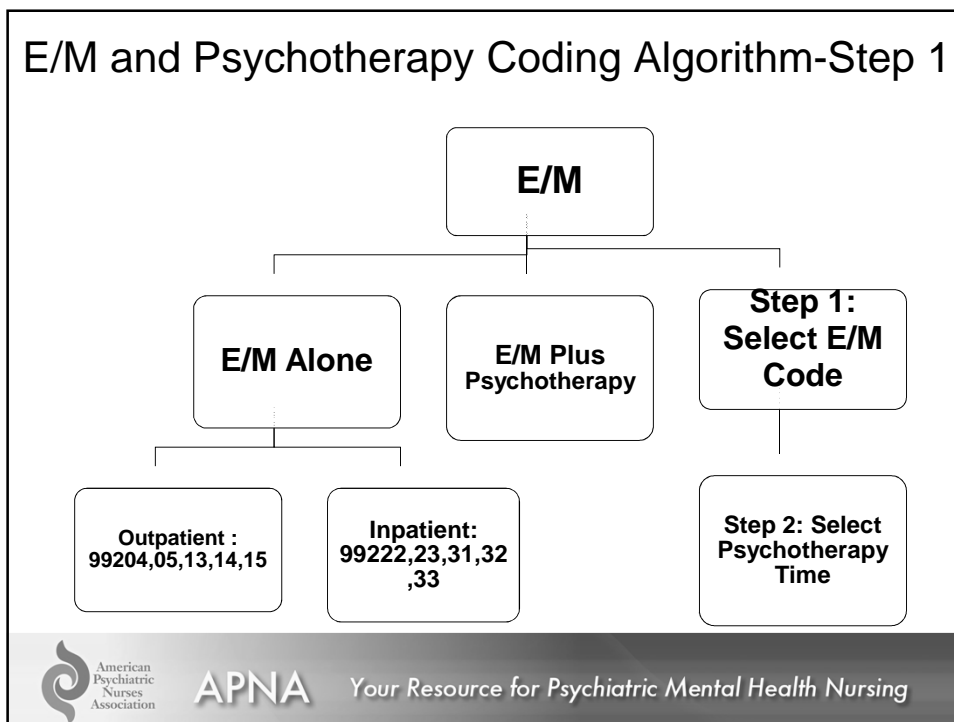 E/M and Psychotherapy Coding Algorithm-Step 1
E/M
E/M Alone
E/M Plus
Psychotherapy
Step 1:
Select E/M
Code
Outpatient :
99204,05,13,14,15
Inpatient:
99222,23,31,32
,33
Step 2: Select
Psychotherapy
Time
American
Psychiatric
Nurses
Association
APNA
Your Resource for Psychiatric Mental Health Nursing